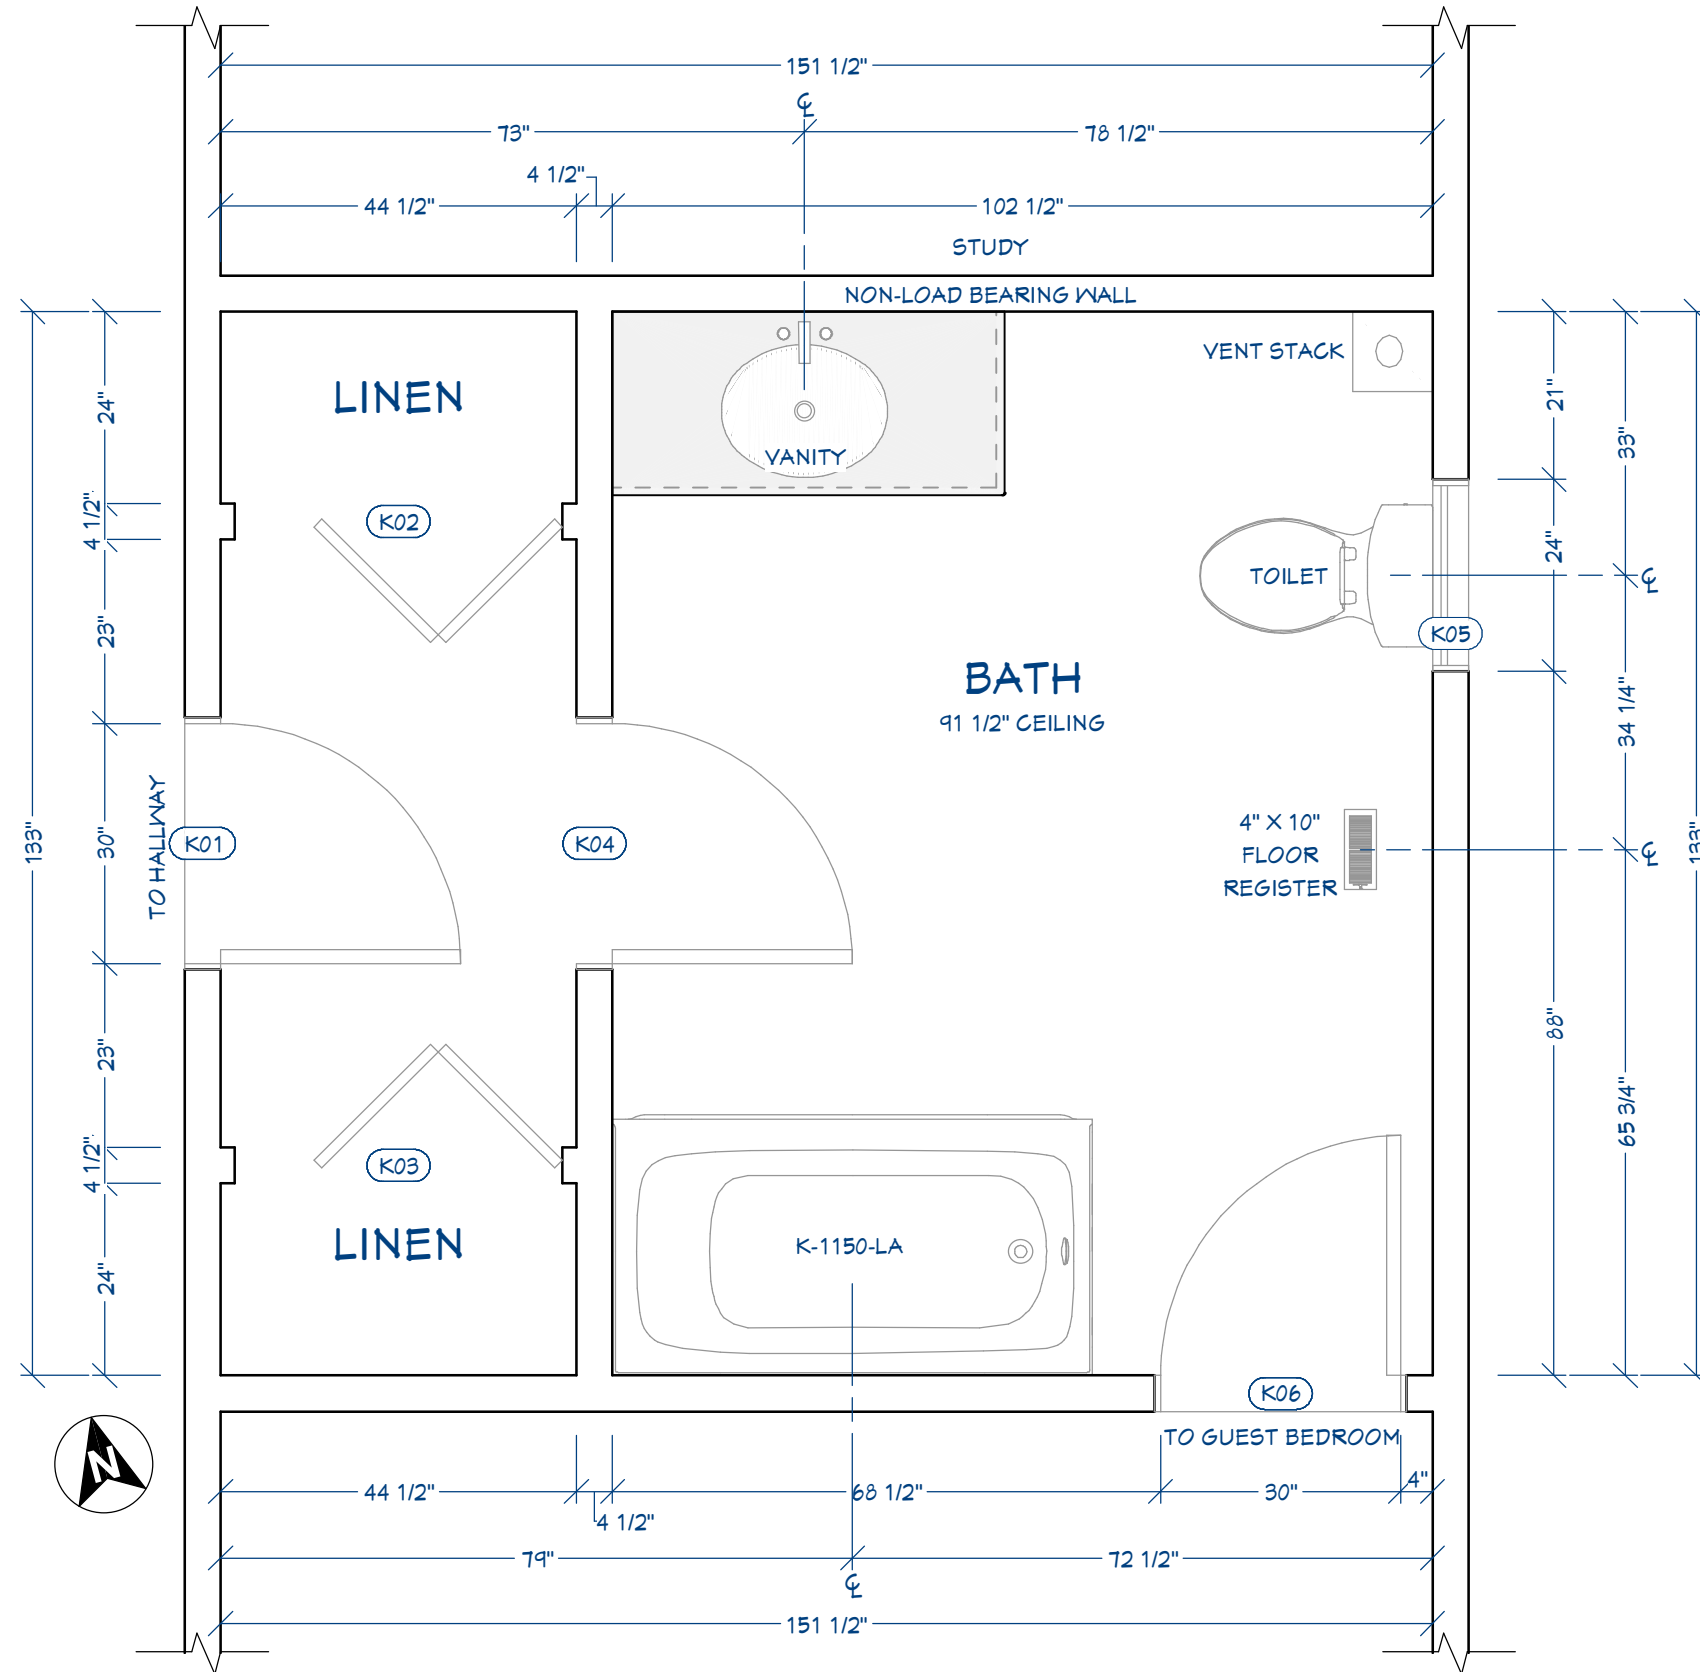 151 1/2"
℄
73"
78 1/2"
4 1/2"
44 1/2"
102 1/2"
STUDY
NON-LOAD BEARING WALL
VENT STACK
LINEN
24"
21"
33"
VANITY
4 1/2"
K02
24"
TOILET
℄
23"
K05
BATH
91 1/2" CEILING
34 1/4"
TO HALLWAY
133"
30"
K01
K04
4" X 10"
FLOOR
REGISTER
℄
133"
23"
88"
65 3/4"
4 1/2"
K03
LINEN
K-1150-LA
24"
K06
TO GUEST BEDROOM
N
44 1/2"
4 1/2"
68 1/2"
30"
4"
79"
72 1/2"
℄
151 1/2"